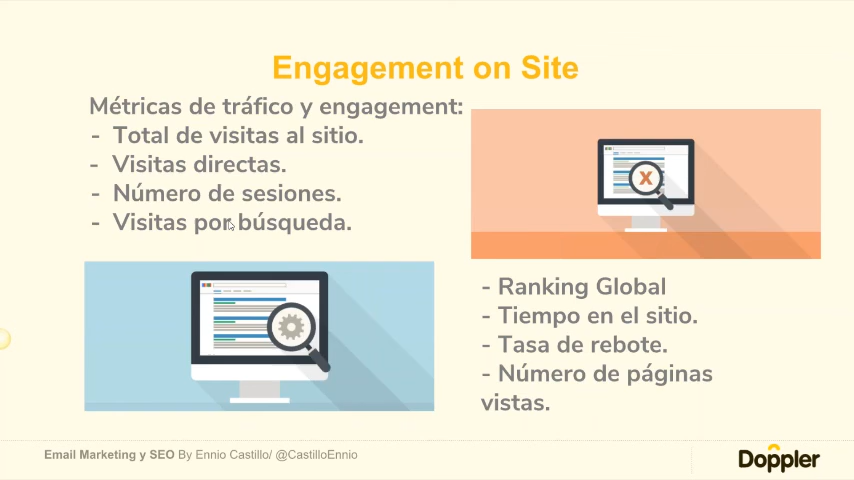 Engagement on Site
Métricas de tráfico y engagement:
- Total de visitas al sitio.
- Visitas directas.
- Número de sesiones.
- Visitas por búsqueda.
X
- Ranking Global
- Tiempo en el sitio.
- Tasa de rebote.
- Número de páginas
vistas.
Email Marketing y SEO By Ennio Castillo/ @CastilloEnnio
Doppler